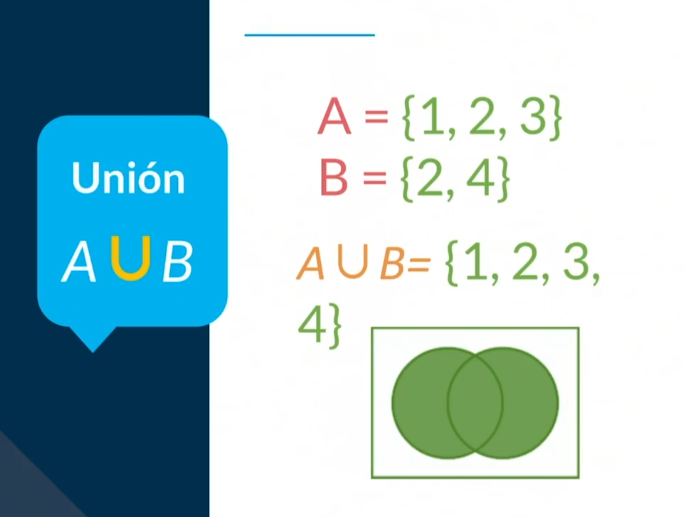 Unión
A ∪ B
A = {1, 2, 3}
B = {2, 4}
A ∪ B= {1, 2, 3,
4}